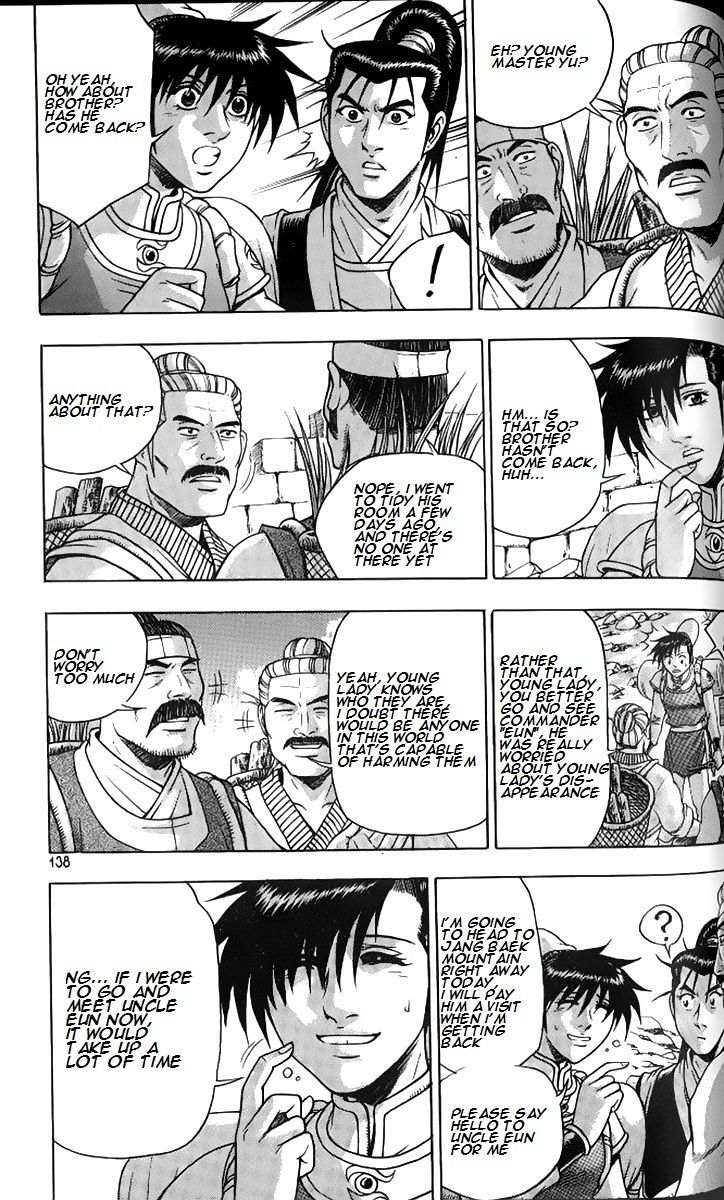 OH YEAH,
HOW ABOUT
BROTHER?
HAS HE
COME BACK?
!
EH? YOUNG
MASTER YU?
ANYTHING
ABOUT THAT?
NOPE, I WENT
TO TIDY HIS
ROOM A FEW
DAYS AGO,
AND THERE'S
NO ONE AT
THERE YET
HM... IS
THAT SO?
BROTHER
HASN'T
COME BACK,
HUH...
DON'T
WORRY
TOO MUCH
YEAH, YOUNG
LADY KNOWS
WHO THEY ARE,
I DOUBT THERE
WOULD BE ANYONE
IN THIS WORLD
THAT'S CAPABLE
OF HARMING THEM
RATHER
THAN THAT
YOUNG LADY,
YOU BETTER
GO AND SEE
COMMANDER
"EUN", HE
WAS REALLY
WORRIED
ABOUT YOUNG
LADY'S DIS-
APPEARANCE
138
NG... IF I WERE
TO GO AND
MEET UNCLE
EUN NOW,
IT WOULD
TAKE UP A
LOT OF TIME
I'M GOING
TO HEAD TO
JANG BAEK
MOUNTAIN
RIGHT AWAY
TODAY,
I WILL PAY
HIM A VISIT
WHEN I'M
GETTING
BACK
?
PLEASE SAY
HELLO TO
UNCLE EUN
FOR ME